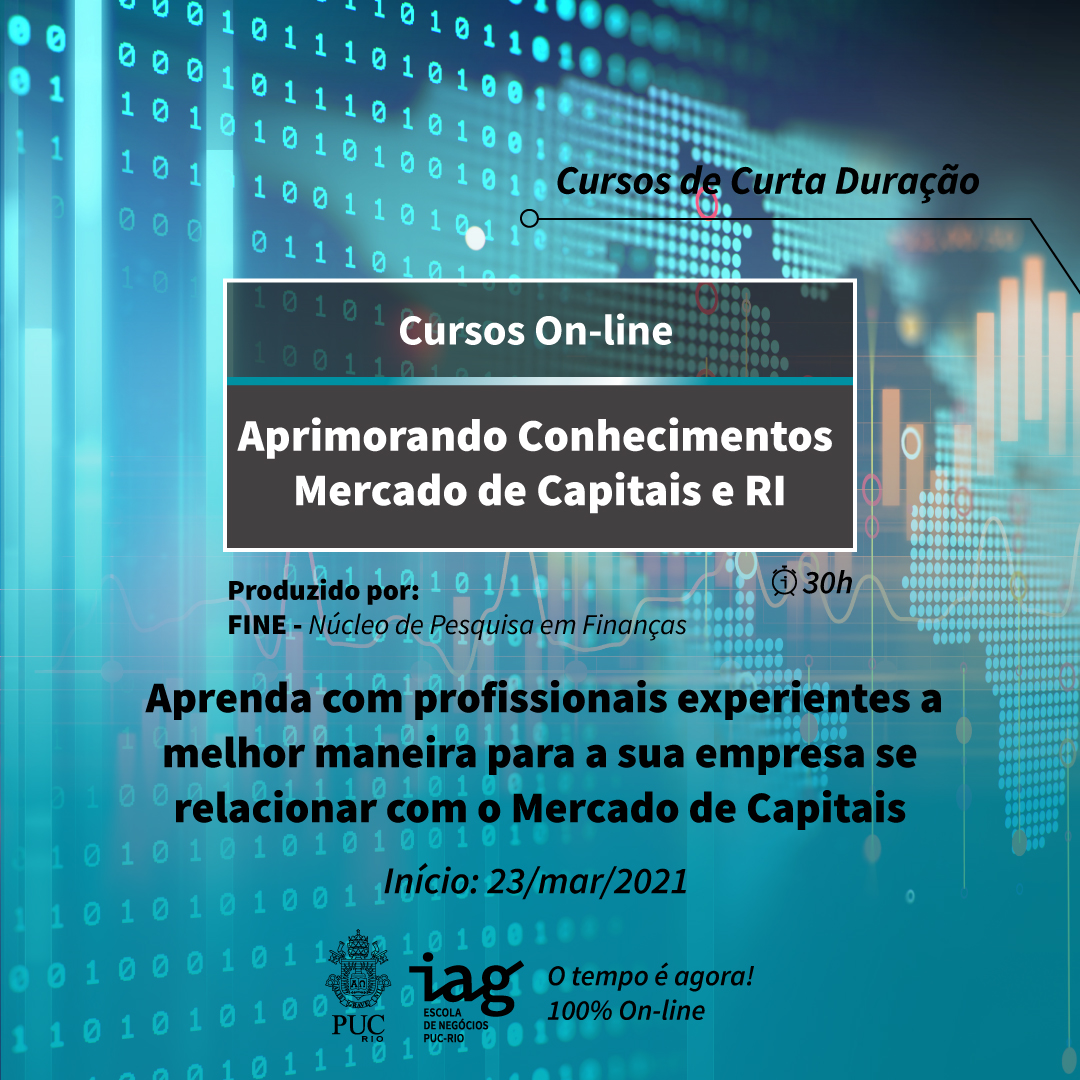 Cursos de Curta Duração
Cursos On-line
Aprimorando Conhecimentos
Mercado de Capitais e RI
30h
Produzido por:
FINE - Núcleo de Pesquisa em Finanças
Aprenda com profissionais experientes a
melhor maneira para a sua empresa se
relacionar com o Mercado de Capitais
Início: 23/mar/2021
PUC
RIO
iag
ESCOLA
DE NEGÓCIOS
PUC-RIO
O tempo é agora!
100% On-line